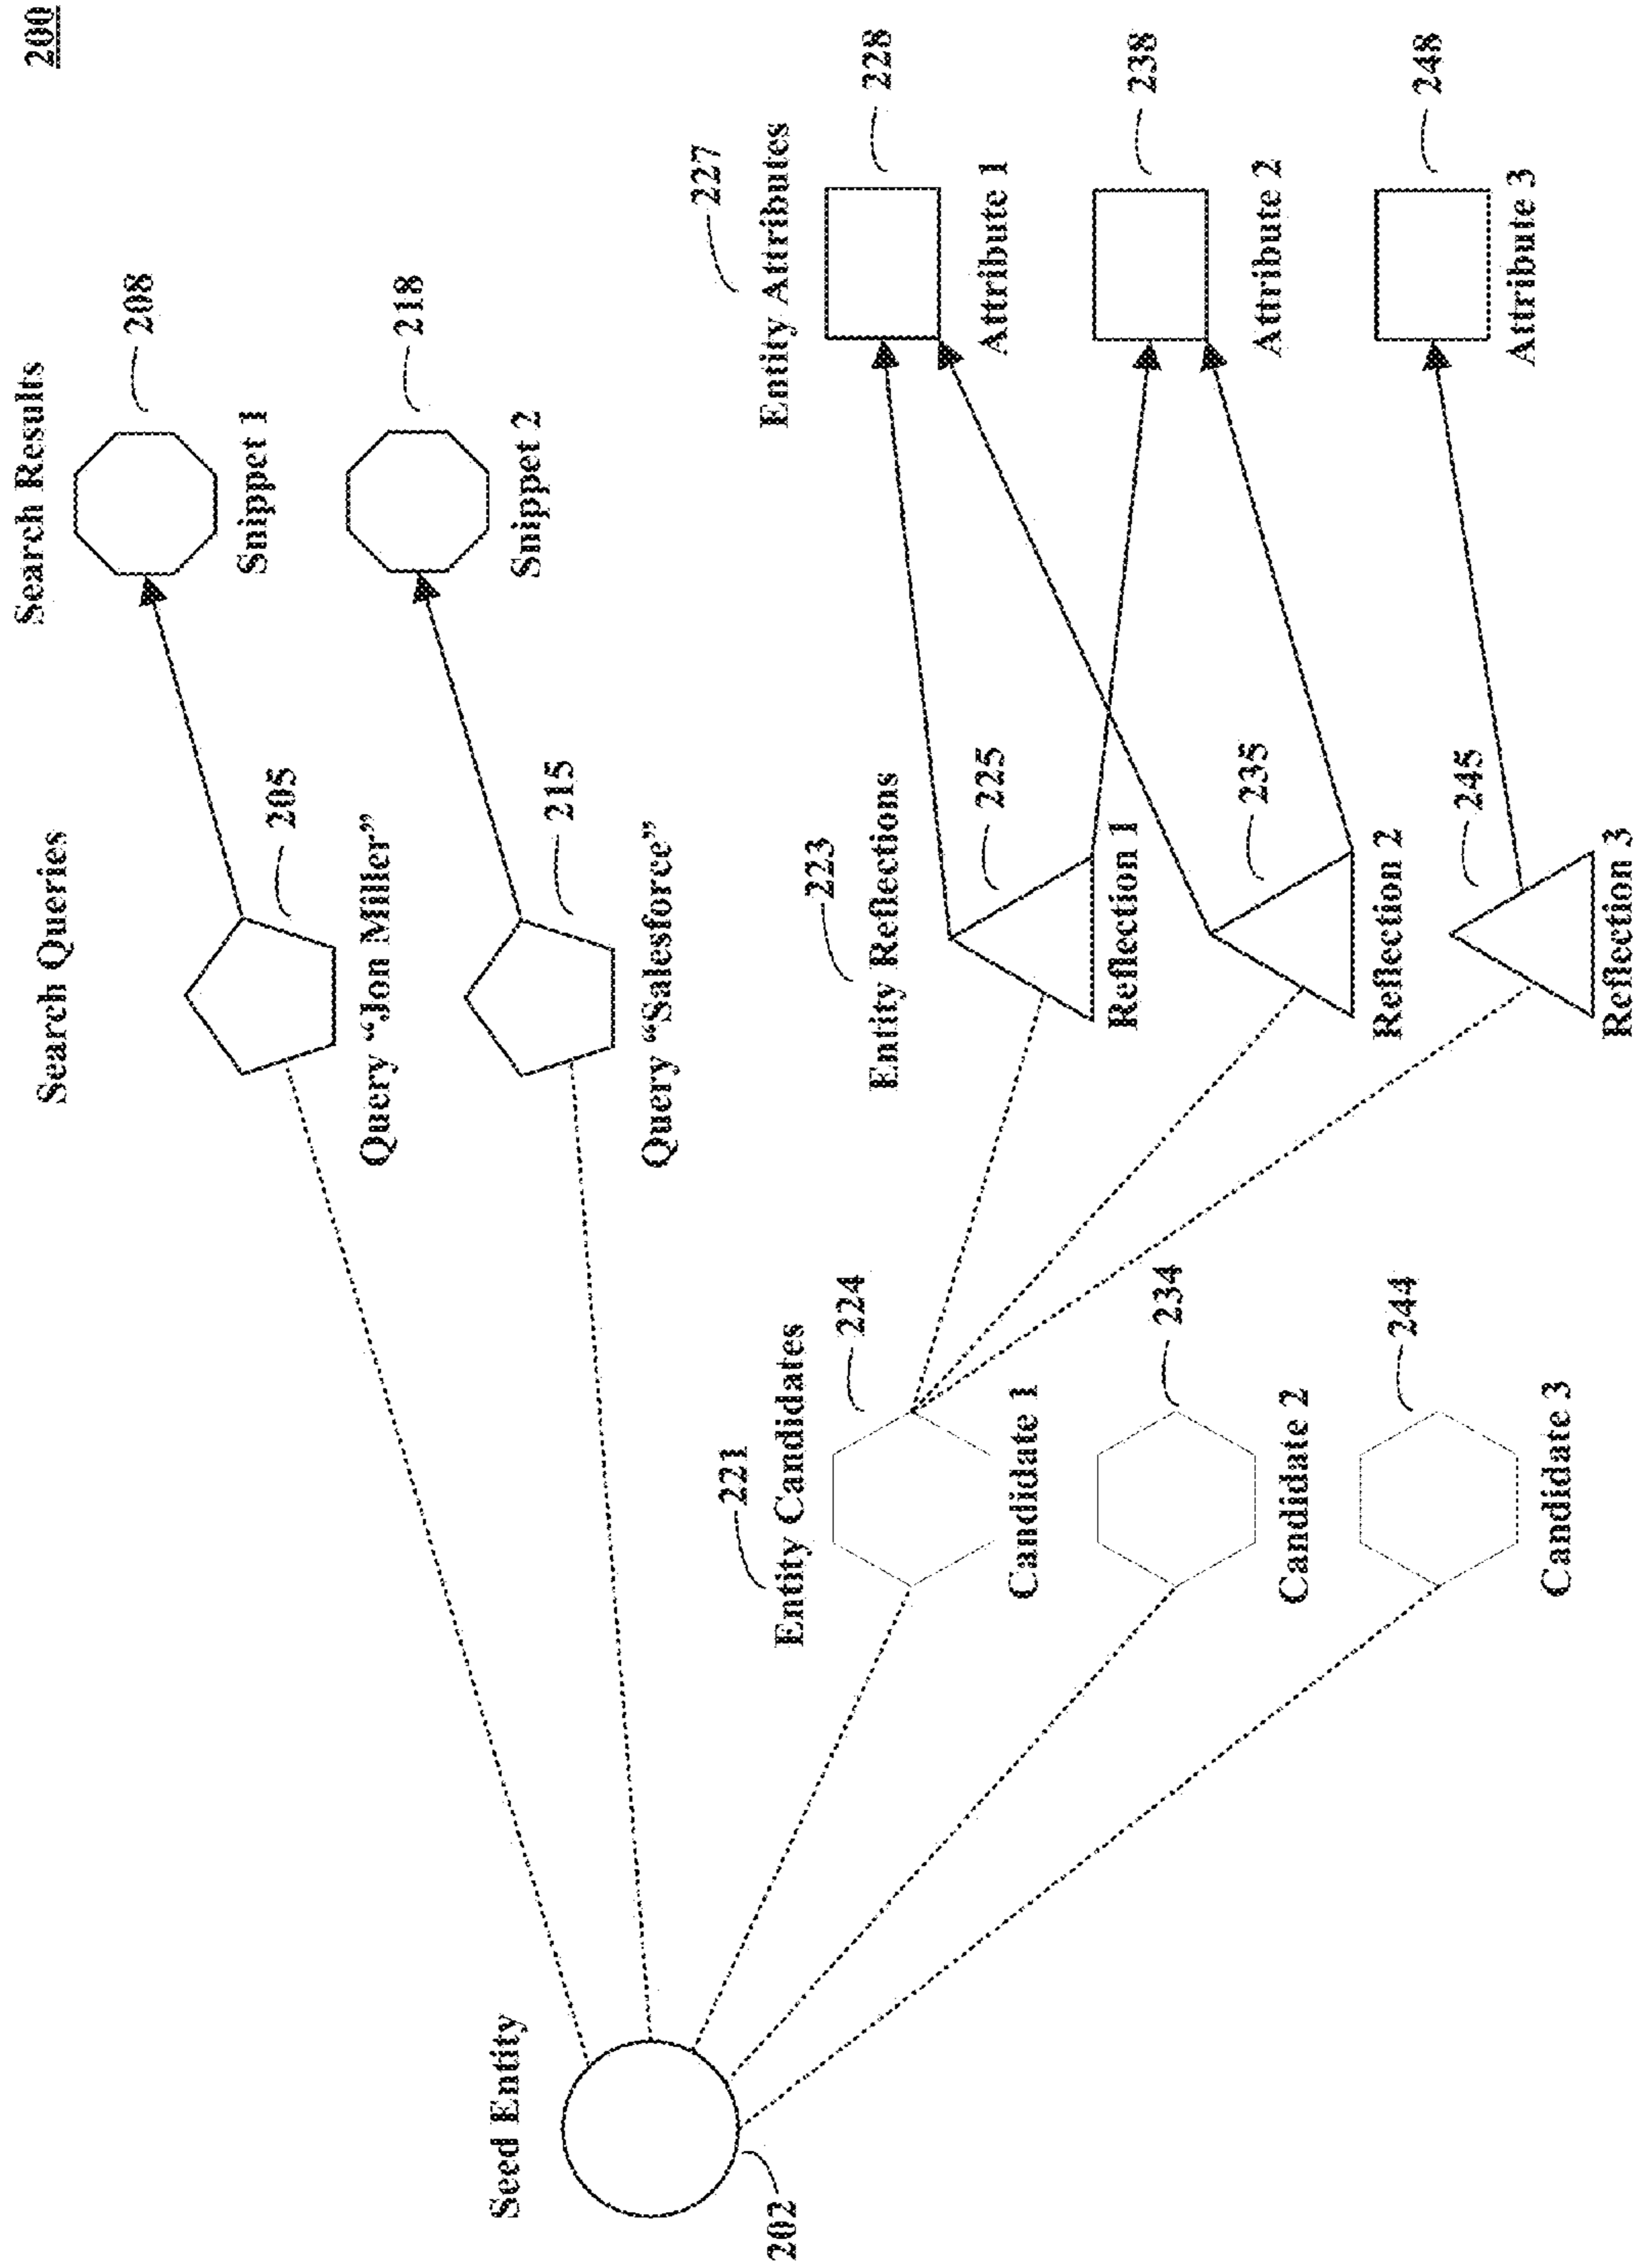 200
Search Queries
Search Results
208
Snippet 1
205
Query “Jon Miller”
218
Snippet 2
215
Query “Salesforce”
Seed Entity
202
221
Entity Candidates
223
Entity Reflections
227
Entity Attributes
224
Candidate 1
225
Reflection 1
228
Attribute 1
234
Candidate 2
235
Reflection 2
238
Attribute 2
244
Candidate 3
245
Reflection 3
248
Attribute 3